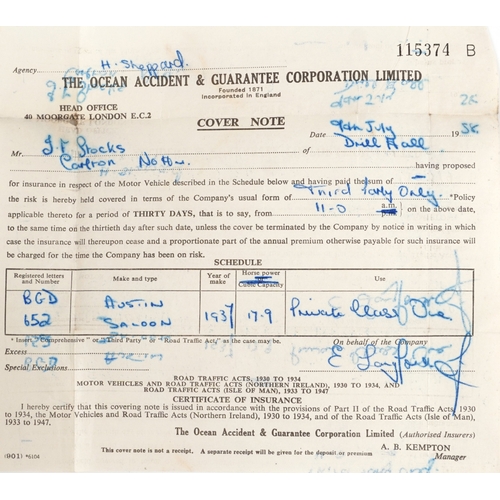 115374 B
Agency H. Sheppard.
THE OCEAN ACCIDENT & GUARANTEE CORPORATION LIMITED
Founded 1871
Incorporated in England
HEAD OFFICE
40 MOORGATE LONDON E.C.2
COVER NOTE
Date 9th July 1958
Mr J. F Stocks Drill Hall
Carlton Notts. having proposed
for insurance in respect of the Motor Vehicle described in the Schedule below and having paid the sum of
the risk is hereby held covered in terms of the Company's usual form of Third Party Only. *Policy
applicable thereto for a period of THIRTY DAYS, that is to say, from 11-0 a.m. on the above date,
to the same time on the thirtieth day after such date, unless the cover be terminated by the Company by notice in writing in which
case the insurance will thereupon cease and a proportionate part of the annual premium otherwise payable for such insurance will
be charged for the time the Company has been on risk.
SCHEDULE
Registered letters and Number Make and type Year of make Horse power Cubic Capacity Use
BGD AUSTIN
652 SALOON 1937 17.9 Private Class One
* Insert "Comprehensive" or "Third Party" or "Road Traffic Acts" as the case may be. On behalf of the Company
Excess
Special Exclusions
ROAD TRAFFIC ACTS, 1930 TO 1934
MOTOR VEHICLES AND ROAD TRAFFIC ACTS (NORTHERN IRELAND), 1930 TO 1934, AND
ROAD TRAFFIC ACTS (ISLE OF MAN), 1933 TO 1947
CERTIFICATE OF INSURANCE
I hereby certify that this covering note is issued in accordance with the provisions of Part II of the Road Traffic Acts, 1930
to 1934, the Motor Vehicles and Road Traffic Acts (Northern Ireland), 1930 to 1934, and of the Road Traffic Acts (Isle of Man),
1933 to 1947.
The Ocean Accident & Guarantee Corporation Limited (Authorised Insurers)
A. B. KEMPTON
This cover note is not a receipt. A separate receipt will be given for the deposit or premium Manager
(901) *6104